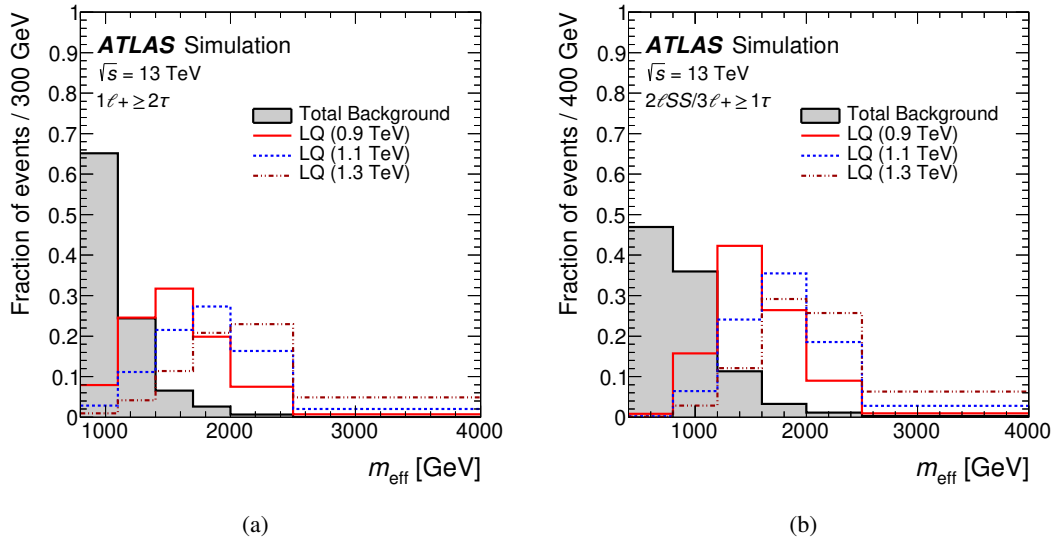 Fraction of events / 300 GeV
1
0.9
0.8
0.7
0.6
0.5
0.4
0.3
0.2
0.1
0
ATLAS Simulation
√s = 13 TeV
1ℓ + ≥ 2τ
Total Background
LQ (0.9 TeV)
LQ (1.1 TeV)
LQ (1.3 TeV)
1000 2000 3000 4000
m_eff [GeV]
(a)
Fraction of events / 400 GeV
1
0.9
0.8
0.7
0.6
0.5
0.4
0.3
0.2
0.1
0
ATLAS Simulation
√s = 13 TeV
2ℓSS/3ℓ + ≥ 1τ
Total Background
LQ (0.9 TeV)
LQ (1.1 TeV)
LQ (1.3 TeV)
1000 2000 3000 4000
m_eff [GeV]
(b)